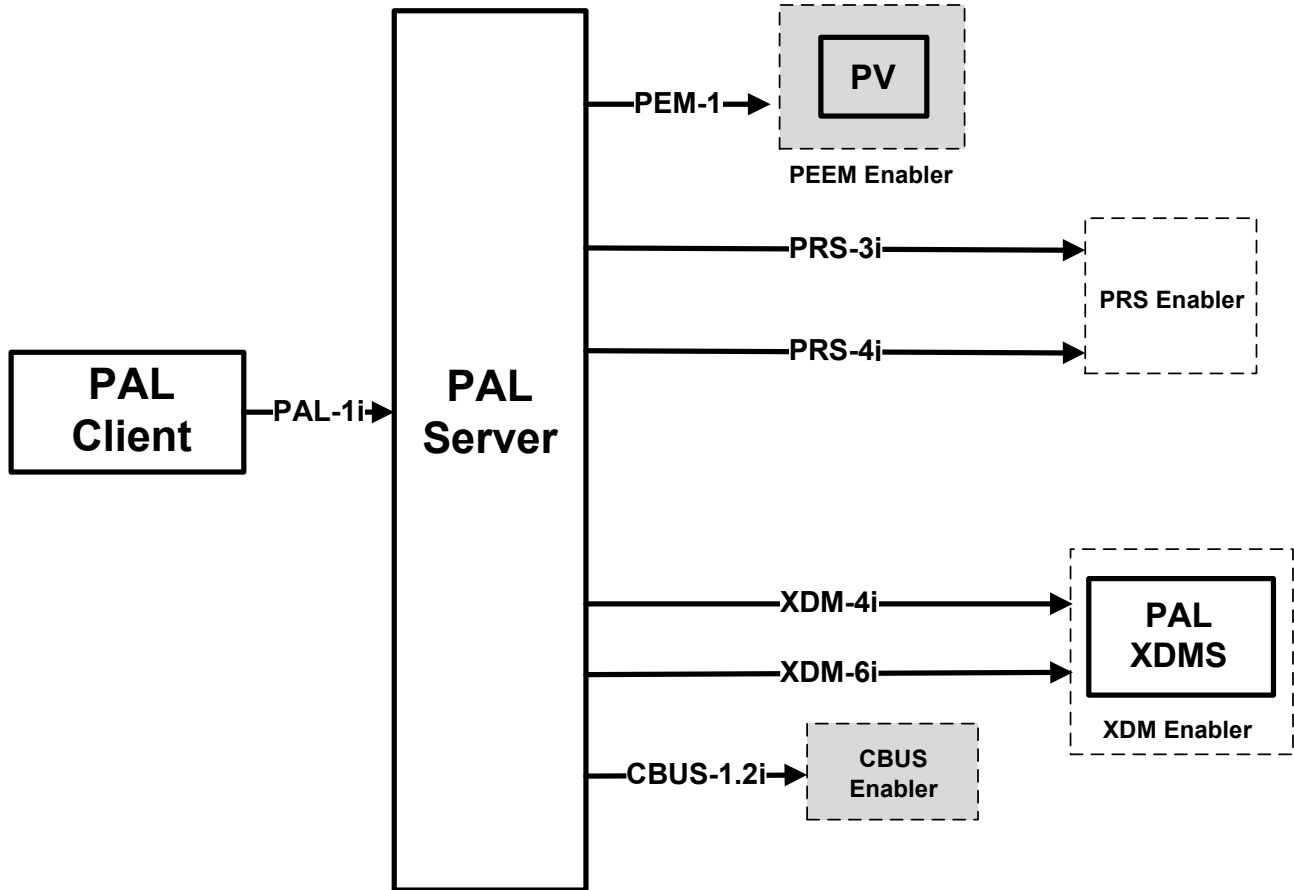 PV
PEM-1
PEEM Enabler
PRS-3i
PRS Enabler
PRS-4i
PAL
Client
PAL-1i
PAL
Server
XDM-4i
PAL
XDMS
XDM-6i
XDM Enabler
CBUS-1.2i
CBUS
Enabler